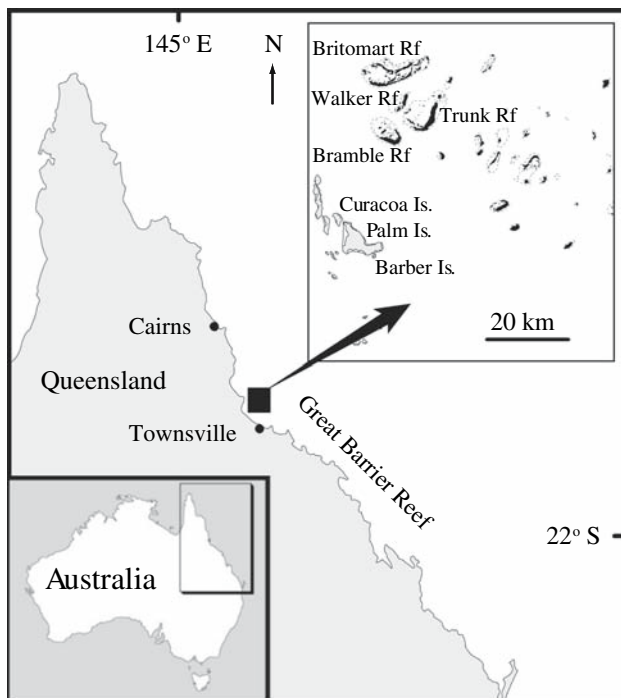 145° E
N
Britomart Rf
Walker Rf
Trunk Rf
Bramble Rf
Curacoa Is.
Palm Is.
Barber Is.
20 km
Cairns
Queensland
Townsville
Great Barrier Reef
22° S
Australia